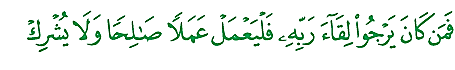 فَمَن كَانَ يَرْجُوا۟ لِقَآءَ رَبِّهِۦ فَلْيَعْمَلْ عَمَلًا صَـٰلِحًا وَلَا يُشْرِكْ